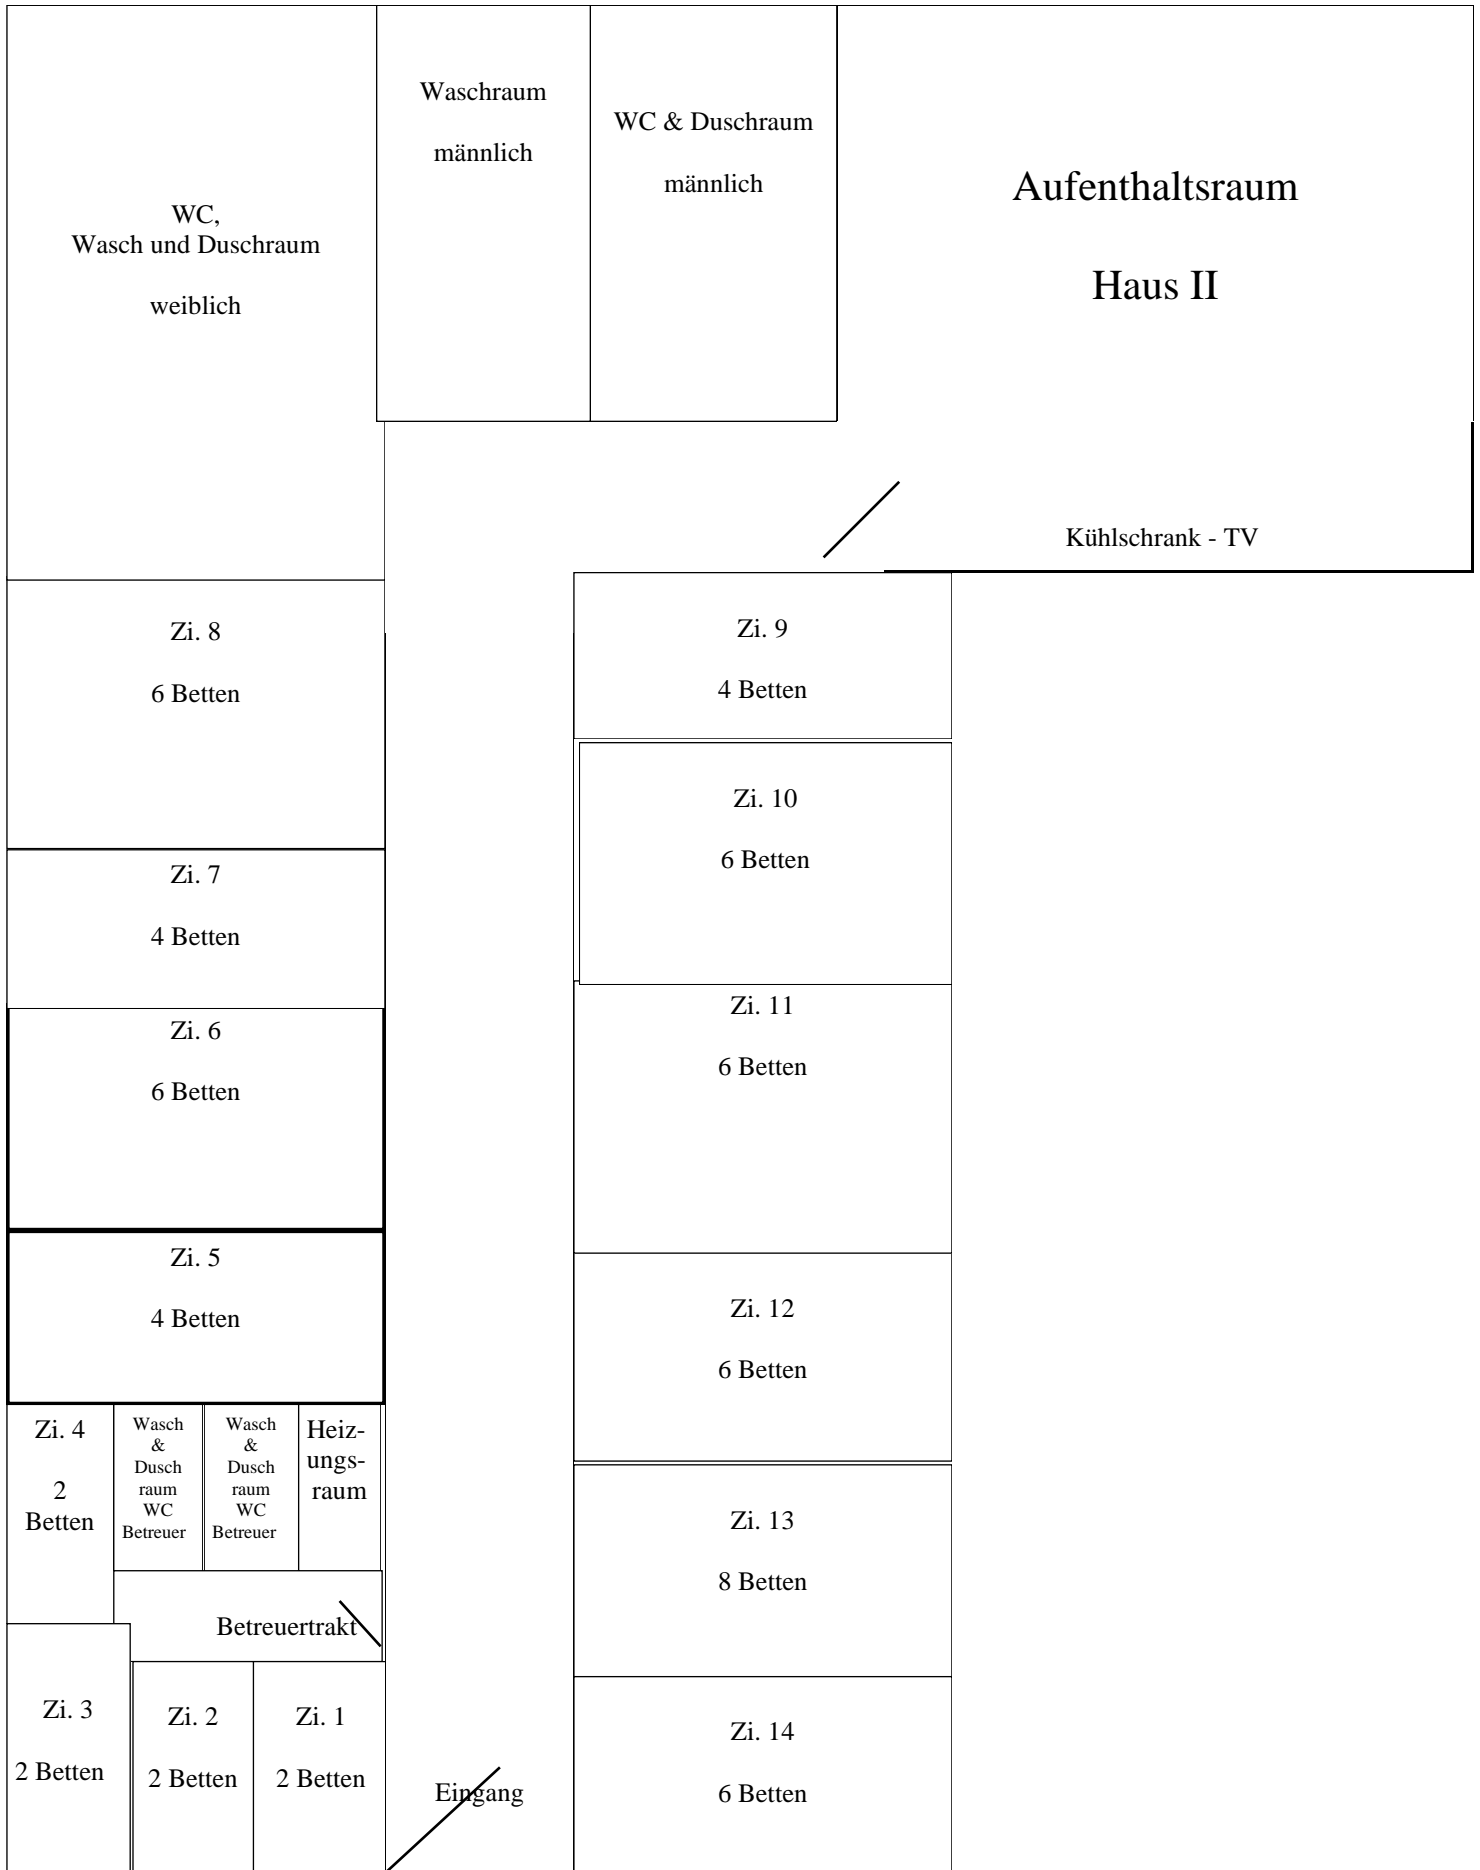 Waschraum
männlich
WC & Duschraum
männlich
Aufenthaltsraum
Haus II
WC,
Wasch und Duschraum
weiblich
Kühlschrank - TV
Zi. 8
6 Betten
Zi. 9
4 Betten
Zi. 10
6 Betten
Zi. 7
4 Betten
Zi. 6
6 Betten
Zi. 11
6 Betten
Zi. 5
4 Betten
Zi. 12
6 Betten
Zi. 4
2
Betten
Wasch
&
Dusch
raum
WC
Betreuer
Wasch
&
Dusch
raum
WC
Betreuer
Heiz-
ungs-
raum
Zi. 13
8 Betten
Betreuertrakt
Zi. 3
2 Betten
Zi. 2
2 Betten
Zi. 1
2 Betten
Eingang
Zi. 14
6 Betten